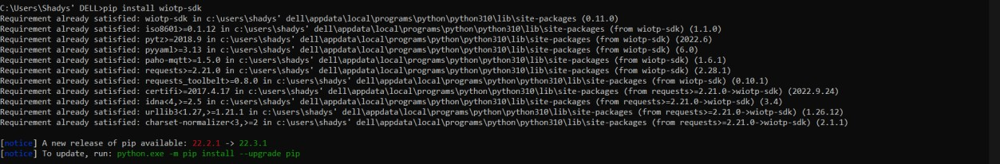 C:\Users\Shadys' DELL>pip install wiotp-sdk
Requirement already satisfied: wiotp-sdk in c:\users\shadys' dell\appdata\local\programs\python\python310\lib\site-packages (0.11.0)
Requirement already satisfied: iso8601>=0.1.12 in c:\users\shadys' dell\appdata\local\programs\python\python310\lib\site-packages (from wiotp-sdk) (1.1.0)
Requirement already satisfied: pytz>=2018.9 in c:\users\shadys' dell\appdata\local\programs\python\python310\lib\site-packages (from wiotp-sdk) (2022.6)
Requirement already satisfied: pyyaml>=3.13 in c:\users\shadys' dell\appdata\local\programs\python\python310\lib\site-packages (from wiotp-sdk) (6.0)
Requirement already satisfied: paho-mqtt>=1.5.0 in c:\users\shadys' dell\appdata\local\programs\python\python310\lib\site-packages (from wiotp-sdk) (1.6.1)
Requirement already satisfied: requests>=2.21.0 in c:\users\shadys' dell\appdata\local\programs\python\python310\lib\site-packages (from wiotp-sdk) (2.28.1)
Requirement already satisfied: requests_toolbelt>=0.8.0 in c:\users\shadys' dell\appdata\local\programs\python\python310\lib\site-packages (from wiotp-sdk) (0.10.1)
Requirement already satisfied: certifi>=2017.4.17 in c:\users\shadys' dell\appdata\local\programs\python\python310\lib\site-packages (from requests>=2.21.0->wiotp-sdk) (2022.9.24)
Requirement already satisfied: idna<4,>=2.5 in c:\users\shadys' dell\appdata\local\programs\python\python310\lib\site-packages (from requests>=2.21.0->wiotp-sdk) (3.4)
Requirement already satisfied: urllib3<1.27,>=1.21.1 in c:\users\shadys' dell\appdata\local\programs\python\python310\lib\site-packages (from requests>=2.21.0->wiotp-sdk) (1.26.12)
Requirement already satisfied: charset-normalizer<3,>=2 in c:\users\shadys' dell\appdata\local\programs\python\python310\lib\site-packages (from requests>=2.21.0->wiotp-sdk) (2.1.1)
[notice] A new release of pip available: 22.2.1 -> 22.3.1
[notice] To update, run: python.exe -m pip install --upgrade pip